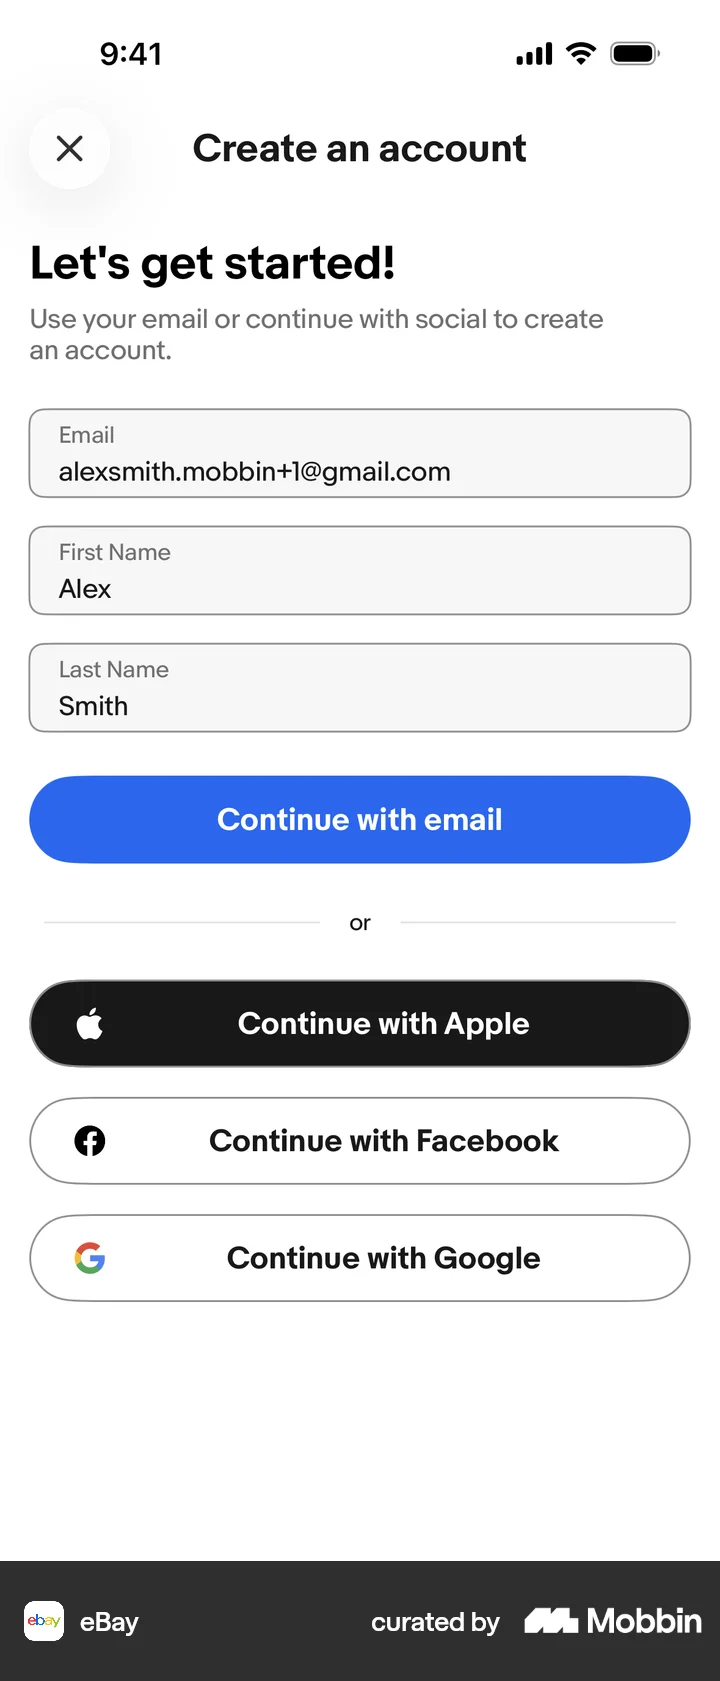 9:41
Create an account
Let's get started!
Use your email or continue with social to create
an account.
Email
alexsmith.mobbin+1@gmail.com
First Name
Alex
Last Name
Smith
Continue with email
or
Continue with Apple
Continue with Facebook
Continue with Google
ebay eBay curated by Mobbin